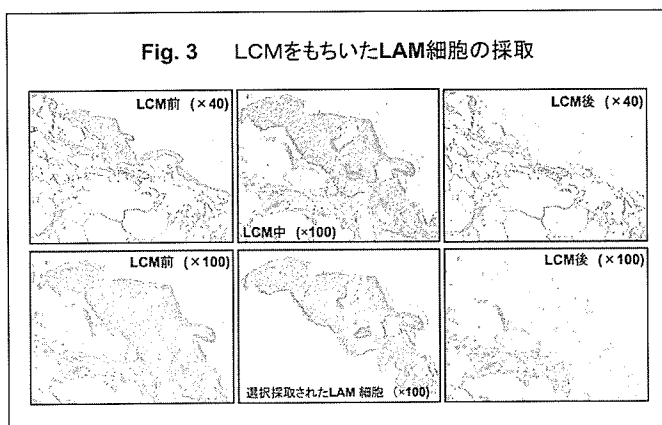 Fig. 3 LCMをもちいたLAM細胞の採取
LCM前 (×40)
LCM中 (×100)
LCM後 (×40)
LCM前 (×100)
選択採取されたLAM 細胞 (×100)
LCM後 (×100)